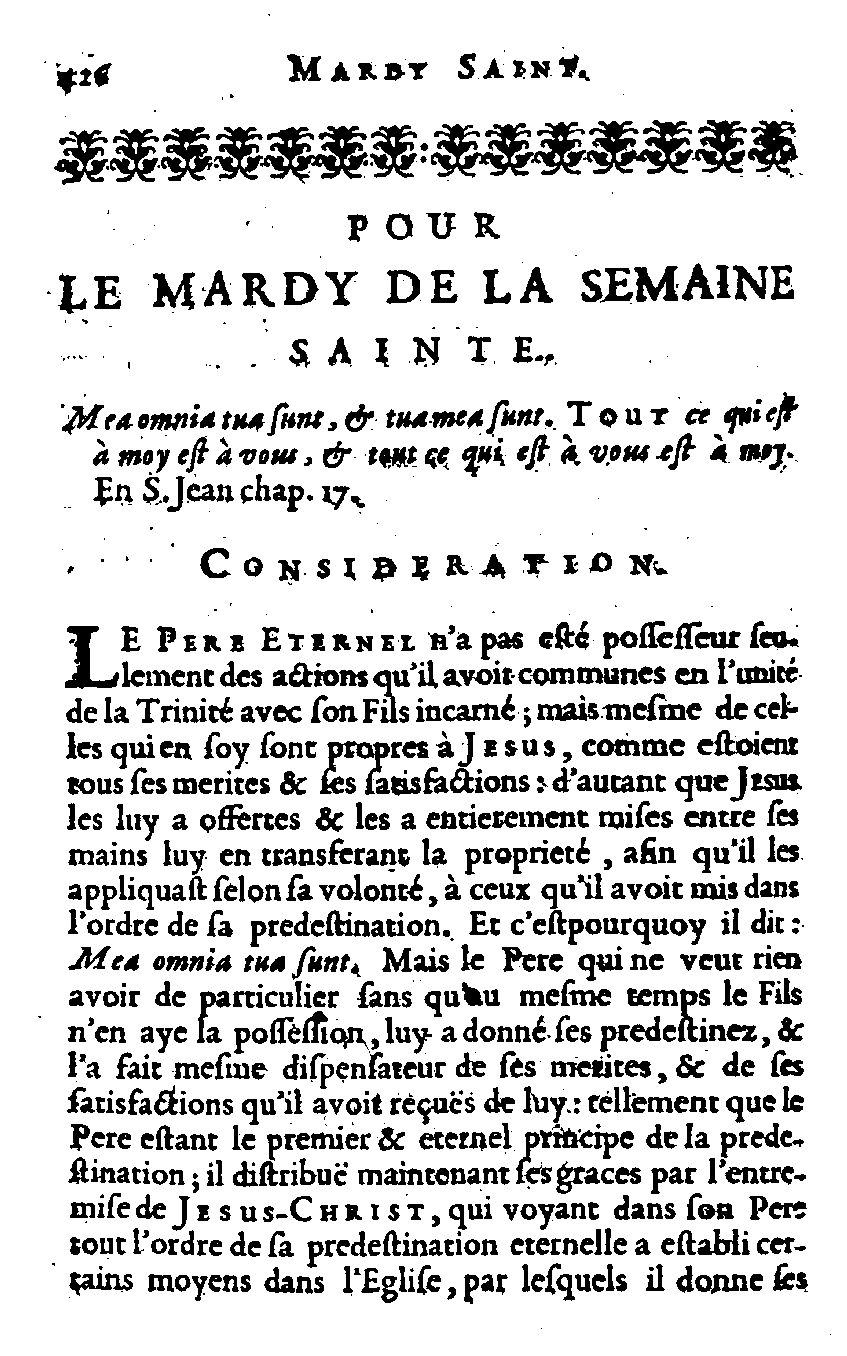 426 MARDY SAINT.
POUR
LE MARDY DE LA SEMAINE
SAINTE.
Mea omnia tua ſunt, & tua mea ſunt. TOUT ce qui eſt
à moy eſt à vous, & tout ce qui eſt à vous eſt à moy.
En S. Jean chap. 17.
CONSIDERATION.
LE PERE ETERNEL n'a pas eſté poſſeſſeur ſeu-
lement des actions qu'il avoit communes en l'unité
de la Trinité avec ſon Fils incarné ; mais meſme de cel-
les qui en ſoy ſont propres à JESUS, comme eſtoient
tous ſes merites & ſes ſatisfactions : d'autant que JESUS
les luy a offertes & les a entierement miſes entre ſes
mains luy en transferant la proprieté, afin qu'il les
appliquaſt ſelon ſa volonté, à ceux qu'il avoit mis dans
l'ordre de ſa predeſtination. Et c'eſtpourquoy il dit :
Mea omnia tua ſunt. Mais le Pere qui ne veut rien
avoir de particulier ſans qu'au meſme temps le Fils
n'en aye la poſſeſſion, luy a donné ſes predeſtinez, &
l'a fait meſme diſpenſateur de ſes merites, & de ſes
ſatisfactions qu'il avoit reçuës de luy : tellement que le
Pere eſtant le premier & eternel principe de la prede-
ſtination ; il diſtribuë maintenant ſes graces par l'entre-
miſe de JESUS-CHRIST, qui voyant dans ſon Pere
tout l'ordre de ſa predeſtination eternelle a eſtabli cer-
tains moyens dans l'Egliſe, par leſquels il donne ſes